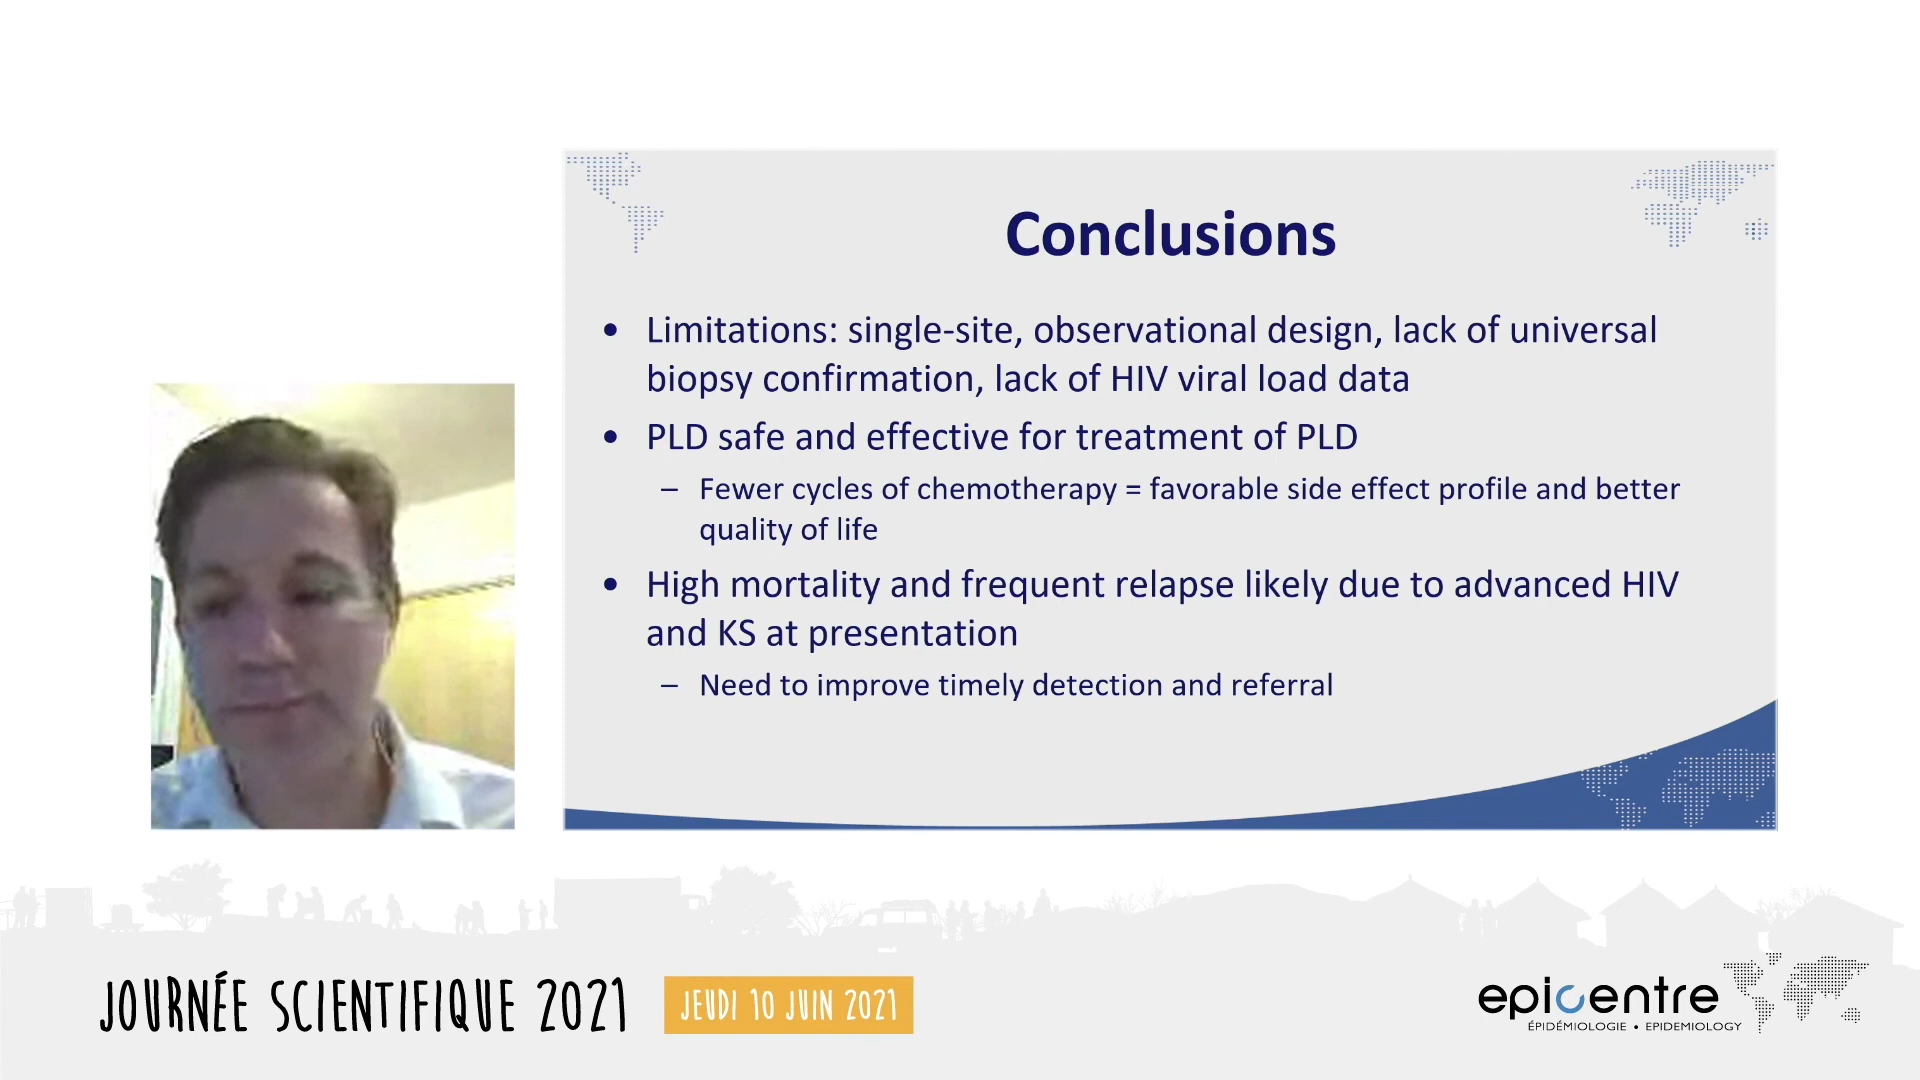 Conclusions
• Limitations: single-site, observational design, lack of universal
biopsy confirmation, lack of HIV viral load data
• PLD safe and effective for treatment of PLD
– Fewer cycles of chemotherapy = favorable side effect profile and better
quality of life
• High mortality and frequent relapse likely due to advanced HIV
and KS at presentation
– Need to improve timely detection and referral
JOURNÉE SCIENTIFIQUE 2021
JEUDI 10 JUIN 2021
epicentre
ÉPIDÉMIOLOGIE • EPIDEMIOLOGY